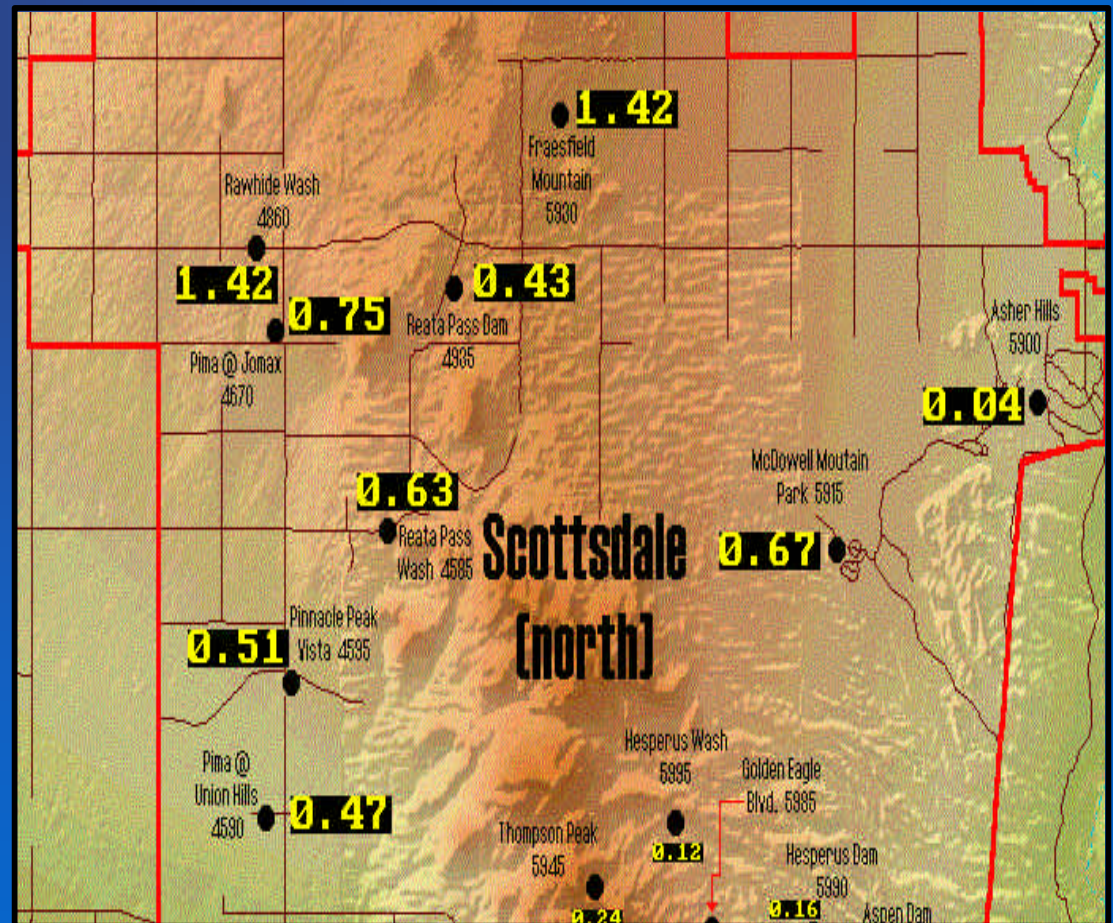 1.42
Fraesfield
Mountain
5930
Rawhide Wash
4860
1.42
0.75
Pima @ Jomax
4670
0.43
Reata Pass Dam
4935
Asher Hills
5900
0.04
0.63
Reata Pass
Wash 4585
Scottsdale
(north)
McDowell Moutain
Park 5915
0.67
Pinnacle Peak
Vista 4595
0.51
Pima @
Union Hills
4590
0.47
Hesperus Wash
5995
0.12
Golden Eagle
Blvd. 5985
Thompson Peak
5945
0.24
Hesperus Dam
5990
0.16
Aspen Dam